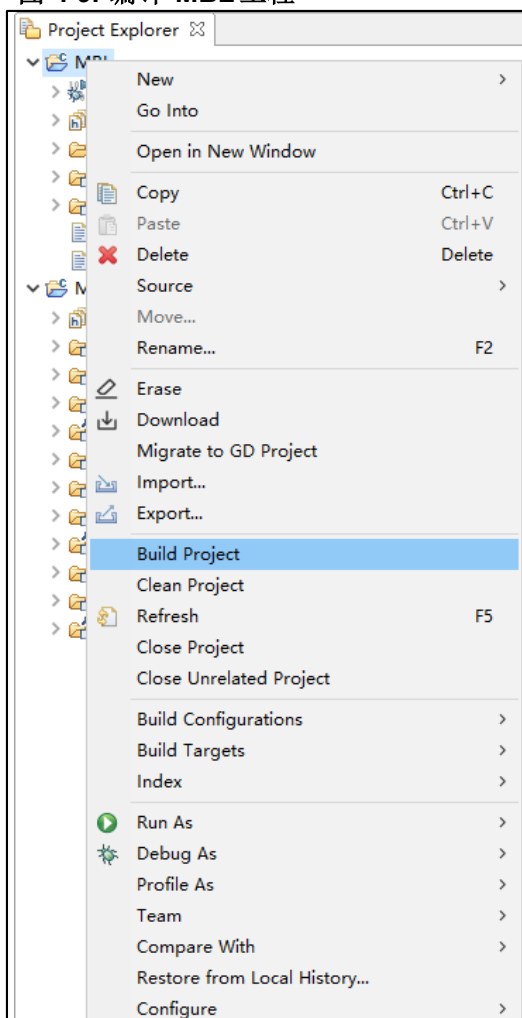 Project Explorer
New
Go Into
Open in New Window
Copy Ctrl+C
Paste Ctrl+V
Delete Delete
Source
Move...
Rename... F2
Erase
Download
Migrate to GD Project
Import...
Export...
Build Project
Clean Project
Refresh F5
Close Project
Close Unrelated Project
Build Configurations
Build Targets
Index
Run As
Debug As
Profile As
Team
Compare With
Restore from Local History...
Configure